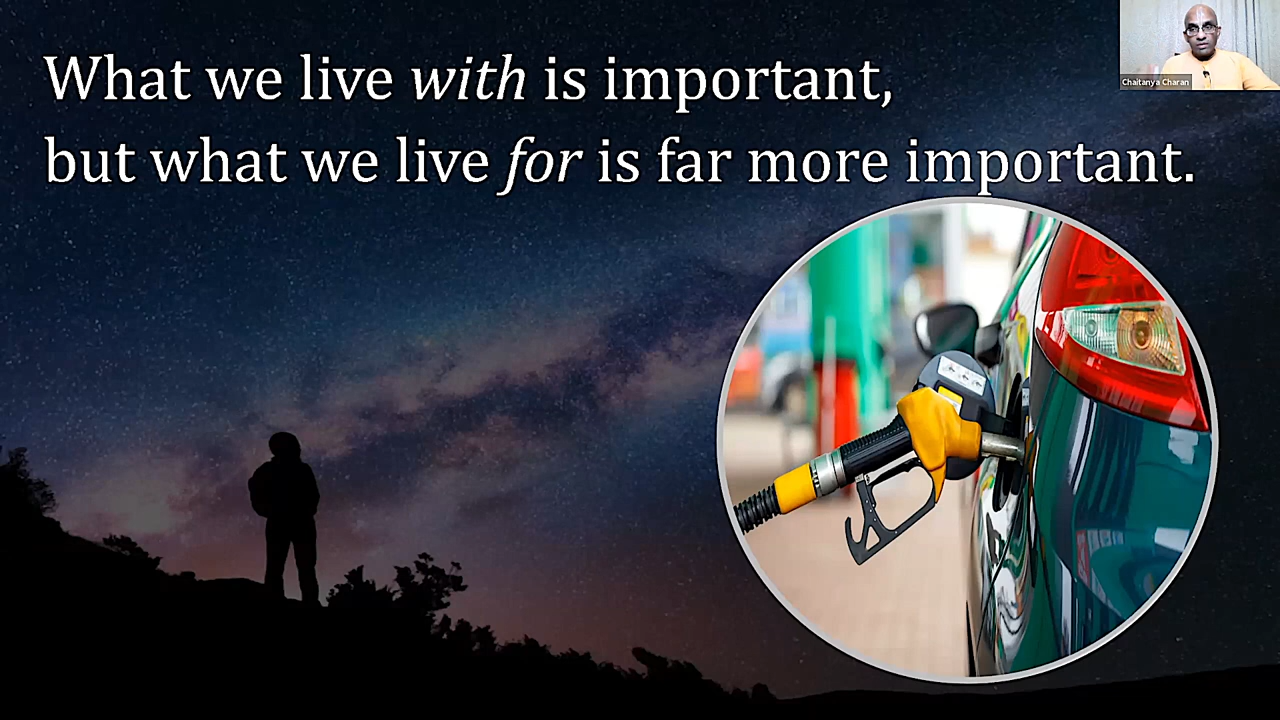 What we live with is important,
but what we live for is far more important.
Chaitanya Charan